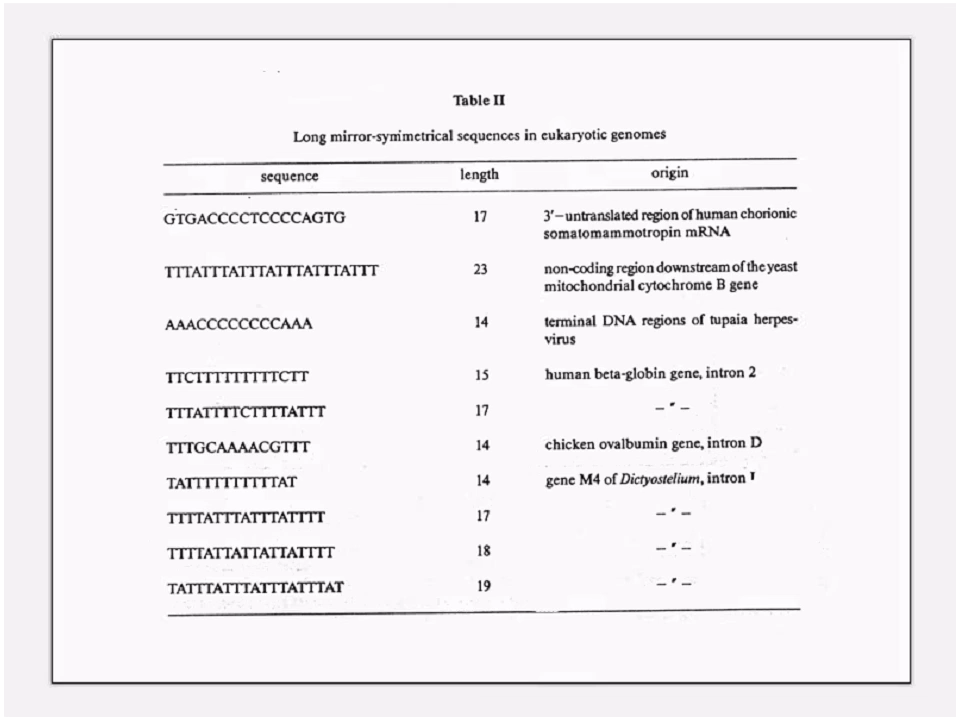 Table II
Long mirror-symmetrical sequences in eukaryotic genomes
sequence length origin
GTGACCCCTCCCCAGTG 17 3'–untranslated region of human chorionic
somatomammotropin mRNA
TTTATTTATTTATTTATTTATTT 23 non-coding region downstream of the yeast
mitochondrial cytochrome B gene
AAACCCCCCCCAAA 14 terminal DNA regions of tupaia herpes-
virus
TTCTTTTTTTTTCTT 15 human beta-globin gene, intron 2
TTTATTTTCTTTTATTT 17 – " –
TTTGCAAAACGTTT 14 chicken ovalbumin gene, intron D
TATTTTTTTTTTAT 14 gene M4 of Dictyostelium, intron I
TTTTATTTATTTATTTT 17 – " –
TTTTATTATTATTATTTT 18 – " –
TATTTATTTATTTATTTAT 19 – " –